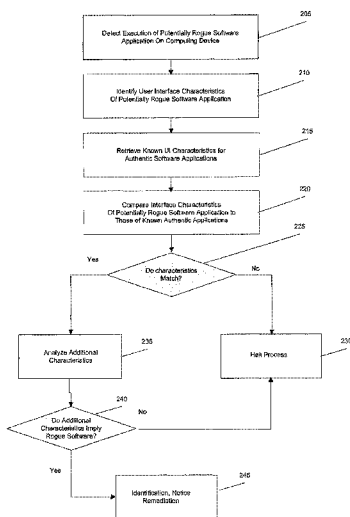 205
Detect Execution of Potentially Rogue Software
Application On Computing Device
210
Identify User Interface Characteristics
Of Potentially Rogue Software Application
215
Retrieve Known UI Characteristics for
Authentic Software Applications
220
Compare Interface Characteristics
Of Potentially Rogue Software Application to
Those of Known Authentic Applications
225
Yes
Do characteristics
Match?
No
235
Analyze Additional
Characteristics
230
Halt Process
240
Do Additional
Characteristics Imply
Rogue Software?
No
Yes
245
Identification, Notice
Remediation